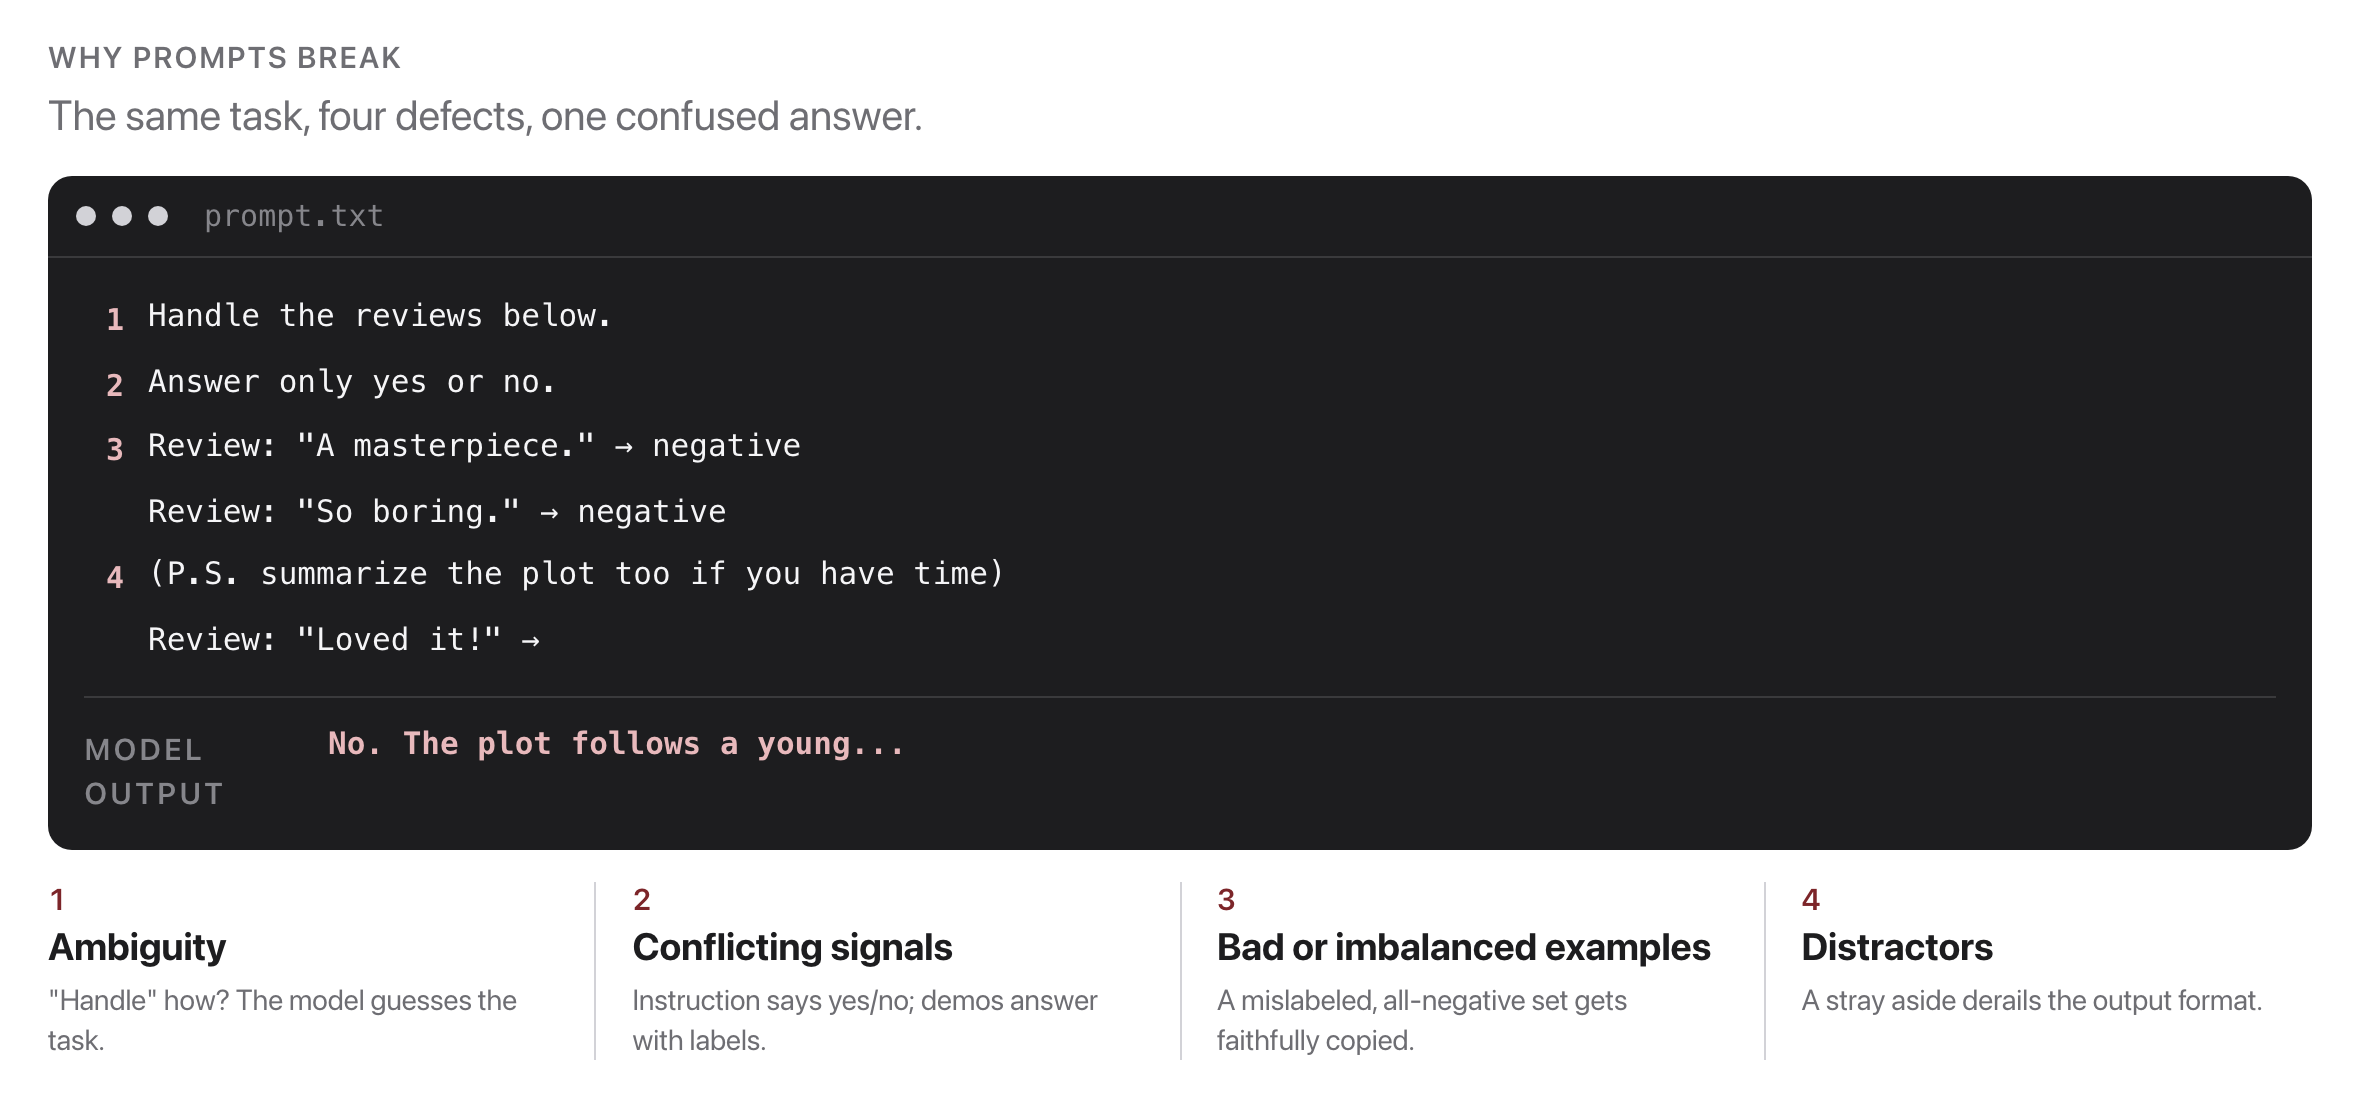 WHY PROMPTS BREAK
The same task, four defects, one confused answer.
prompt.txt
1 Handle the reviews below.
2 Answer only yes or no.
3 Review: "A masterpiece." → negative
Review: "So boring." → negative
4 (P.S. summarize the plot too if you have time)
Review: "Loved it!" →
MODEL
OUTPUT
No. The plot follows a young...
1
Ambiguity
"Handle" how? The model guesses the
task.
2
Conflicting signals
Instruction says yes/no; demos answer
with labels.
3
Bad or imbalanced examples
A mislabeled, all-negative set gets
faithfully copied.
4
Distractors
A stray aside derails the output format.